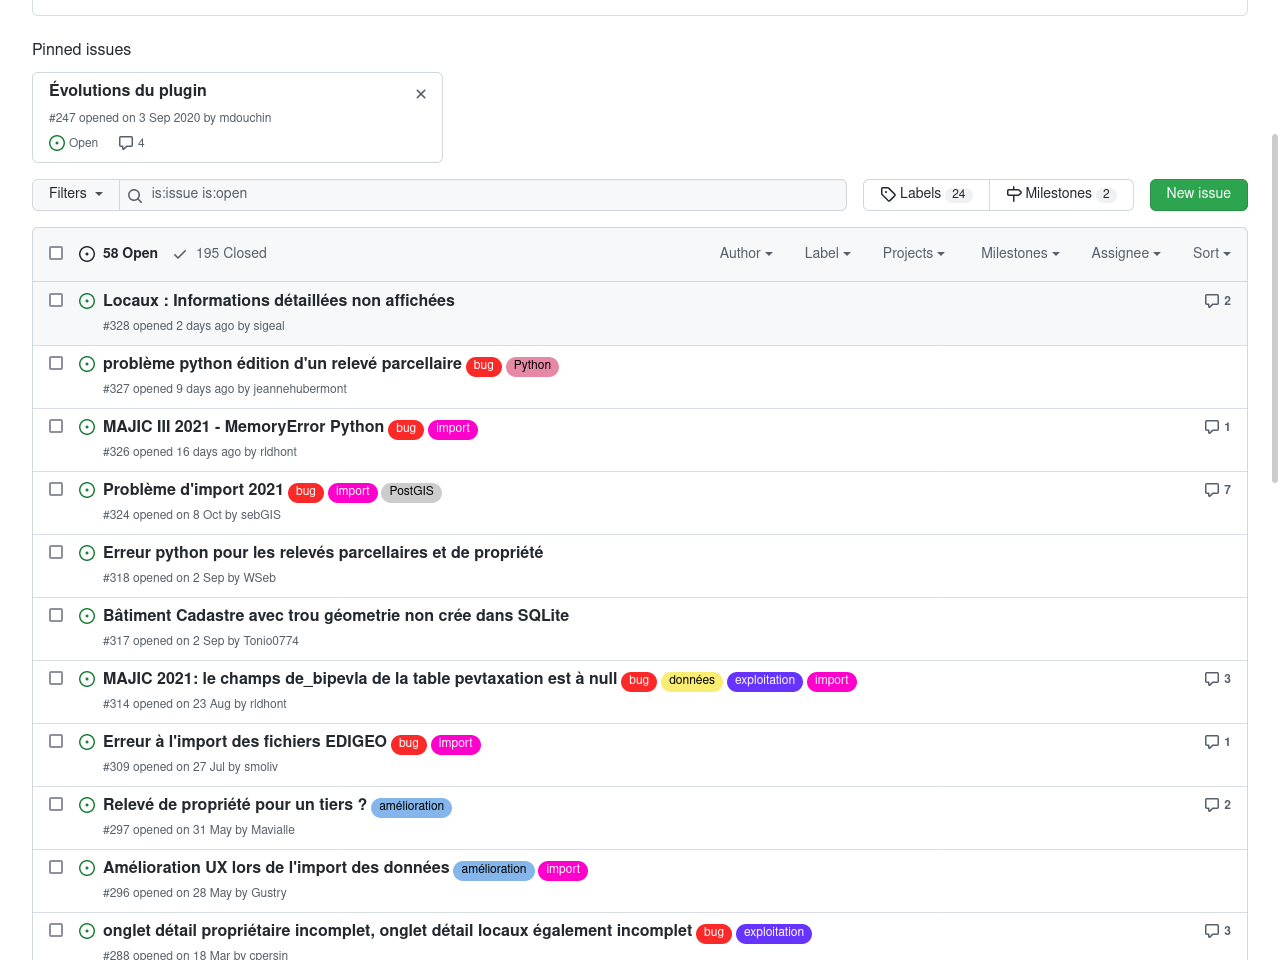 Pinned issues
Évolutions du plugin
#247 opened on 3 Sep 2020 by mdouchin
Open 4
Filters is:issue is:open Labels 24 Milestones 2 New issue
58 Open 195 Closed Author Label Projects Milestones Assignee Sort
Locaux : Informations détaillées non affichées 2
#328 opened 2 days ago by sigeal
problème python édition d'un relevé parcellaire bug Python
#327 opened 9 days ago by jeannehubermont
MAJIC III 2021 - MemoryError Python bug import 1
#326 opened 16 days ago by rldhont
Problème d'import 2021 bug import PostGIS 7
#324 opened on 8 Oct by sebGIS
Erreur python pour les relevés parcellaires et de propriété
#318 opened on 2 Sep by WSeb
Bâtiment Cadastre avec trou géometrie non crée dans SQLite
#317 opened on 2 Sep by Tonio0774
MAJIC 2021: le champs de_bipevla de la table pevtaxation est à null bug données exploitation import 3
#314 opened on 23 Aug by rldhont
Erreur à l'import des fichiers EDIGEO bug import 1
#309 opened on 27 Jul by smoliv
Relevé de propriété pour un tiers ? amélioration 2
#297 opened on 31 May by Mavialle
Amélioration UX lors de l'import des données amélioration import
#296 opened on 28 May by Gustry
onglet détail propriétaire incomplet, onglet détail locaux également incomplet bug exploitation 3
#288 opened on 18 Mar by cpersin